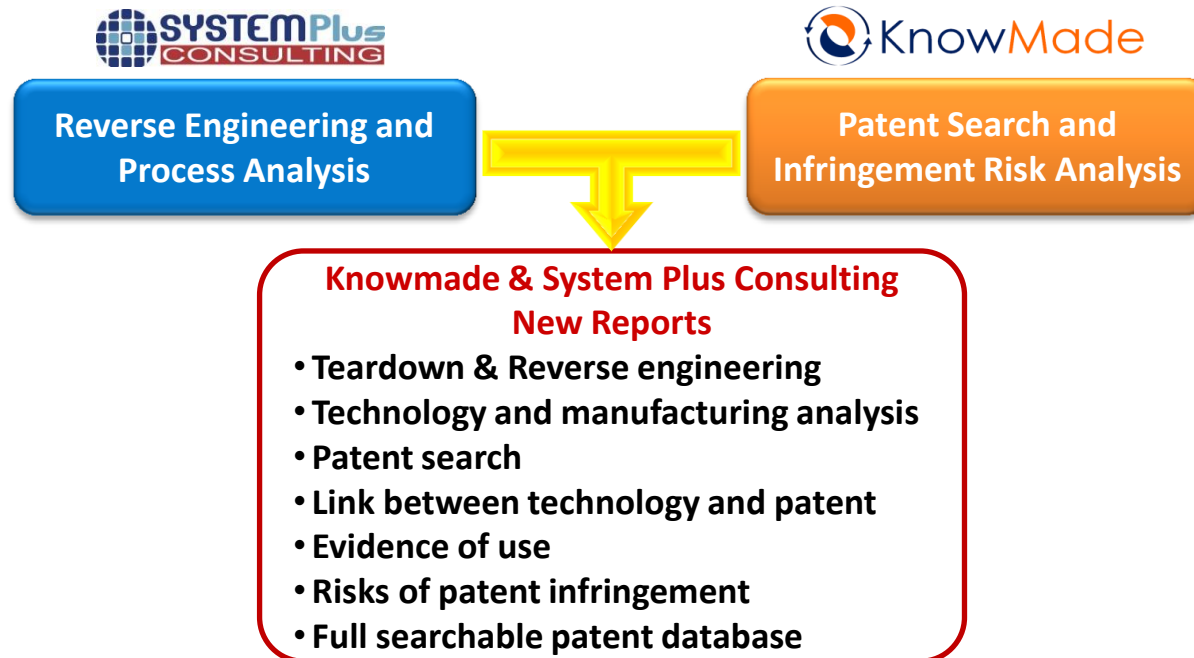 SYSTEMPlus
CONSULTING
KnowMade
Reverse Engineering and
Process Analysis
Patent Search and
Infringement Risk Analysis
Knowmade & System Plus Consulting
New Reports
• Teardown & Reverse engineering
• Technology and manufacturing analysis
• Patent search
• Link between technology and patent
• Evidence of use
• Risks of patent infringement
• Full searchable patent database